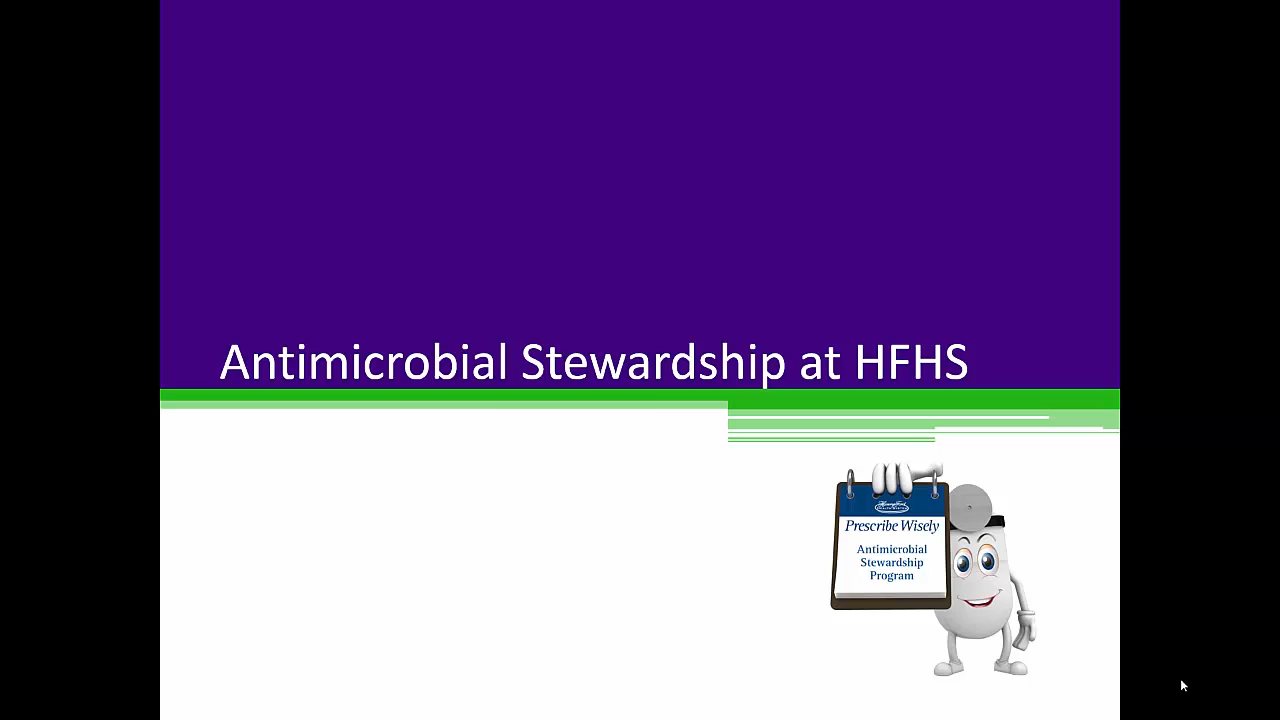 Antimicrobial Stewardship at HFHS
Prescribe Wisely
Antimicrobial
Stewardship
Program